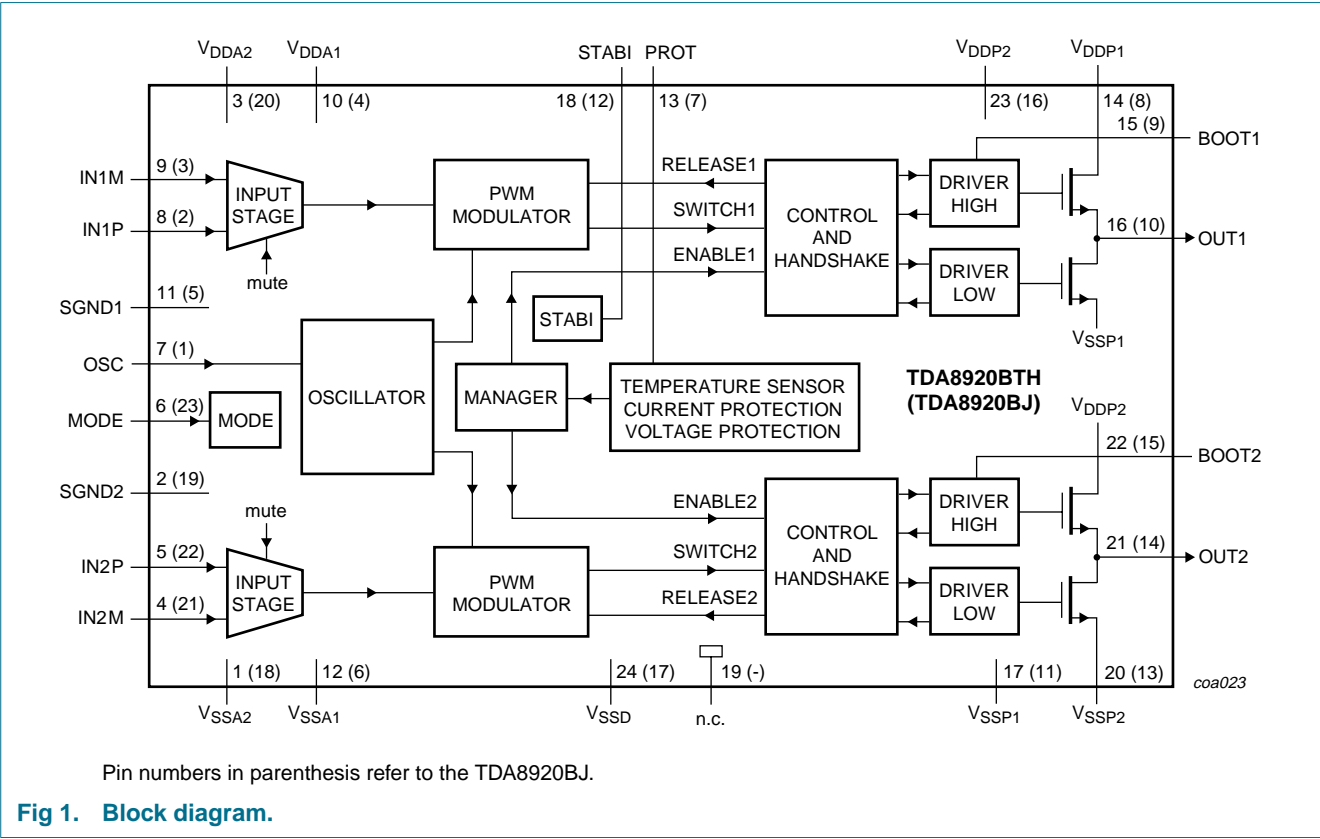 VDDA2
VDDA1
STABI
PROT
VDDP2
VDDP1
3 (20)
10 (4)
18 (12)
13 (7)
23 (16)
14 (8)
15 (9)
BOOT1
IN1M
9 (3)
IN1P
8 (2)
INPUT
STAGE
mute
PWM
MODULATOR
RELEASE1
SWITCH1
ENABLE1
CONTROL
AND
HANDSHAKE
DRIVER
HIGH
DRIVER
LOW
16 (10)
OUT1
VSSP1
SGND1
11 (5)
OSC
7 (1)
MODE
6 (23)
MODE
SGND2
2 (19)
OSCILLATOR
STABI
MANAGER
TEMPERATURE SENSOR
CURRENT PROTECTION
VOLTAGE PROTECTION
TDA8920BTH
(TDA8920BJ)
VDDP2
22 (15)
BOOT2
mute
IN2P
5 (22)
IN2M
4 (21)
INPUT
STAGE
PWM
MODULATOR
ENABLE2
SWITCH2
RELEASE2
CONTROL
AND
HANDSHAKE
DRIVER
HIGH
DRIVER
LOW
21 (14)
OUT2
1 (18)
12 (6)
24 (17)
19 (-)
17 (11)
20 (13)
VSSA2
VSSA1
VSSD
n.c.
VSSP1
VSSP2
coa023
Pin numbers in parenthesis refer to the TDA8920BJ.
Fig 1. Block diagram.